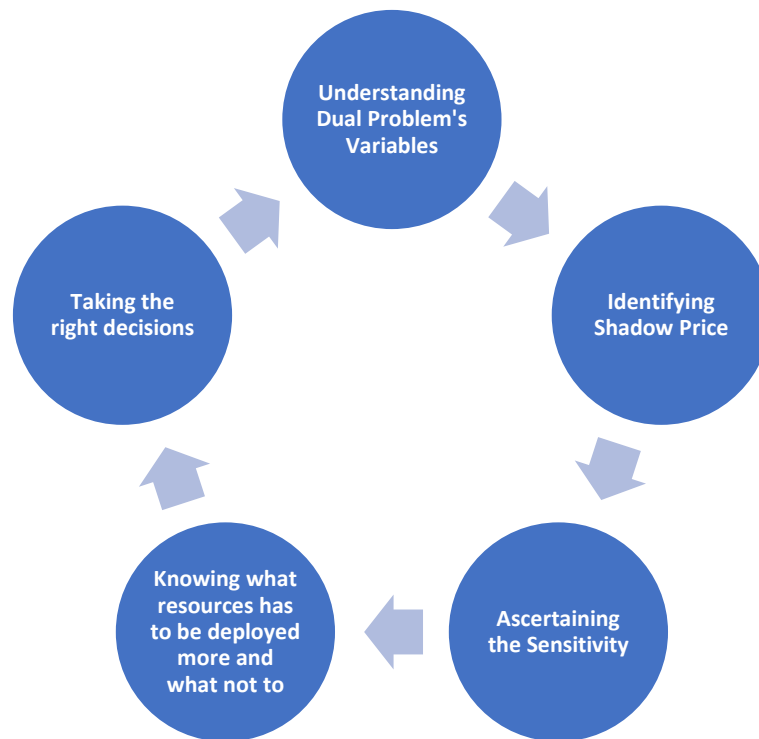 Understanding
Dual Problem's
Variables
Identifying
Shadow Price
Ascertaining
the Sensitivity
Knowing what
resources has
to be deployed
more and
what not to
Taking the
right decisions